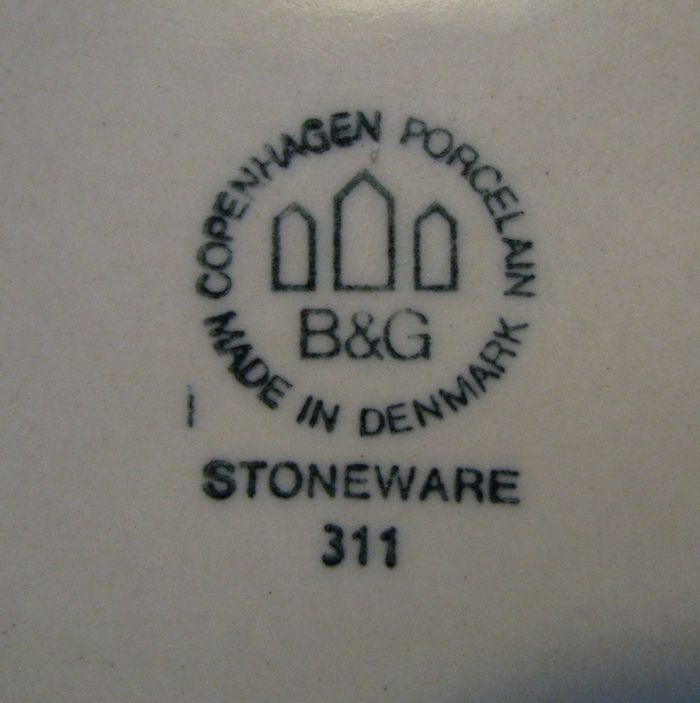 COPENHAGEN PORCELAIN
B&G
MADE IN DENMARK
STONEWARE
311